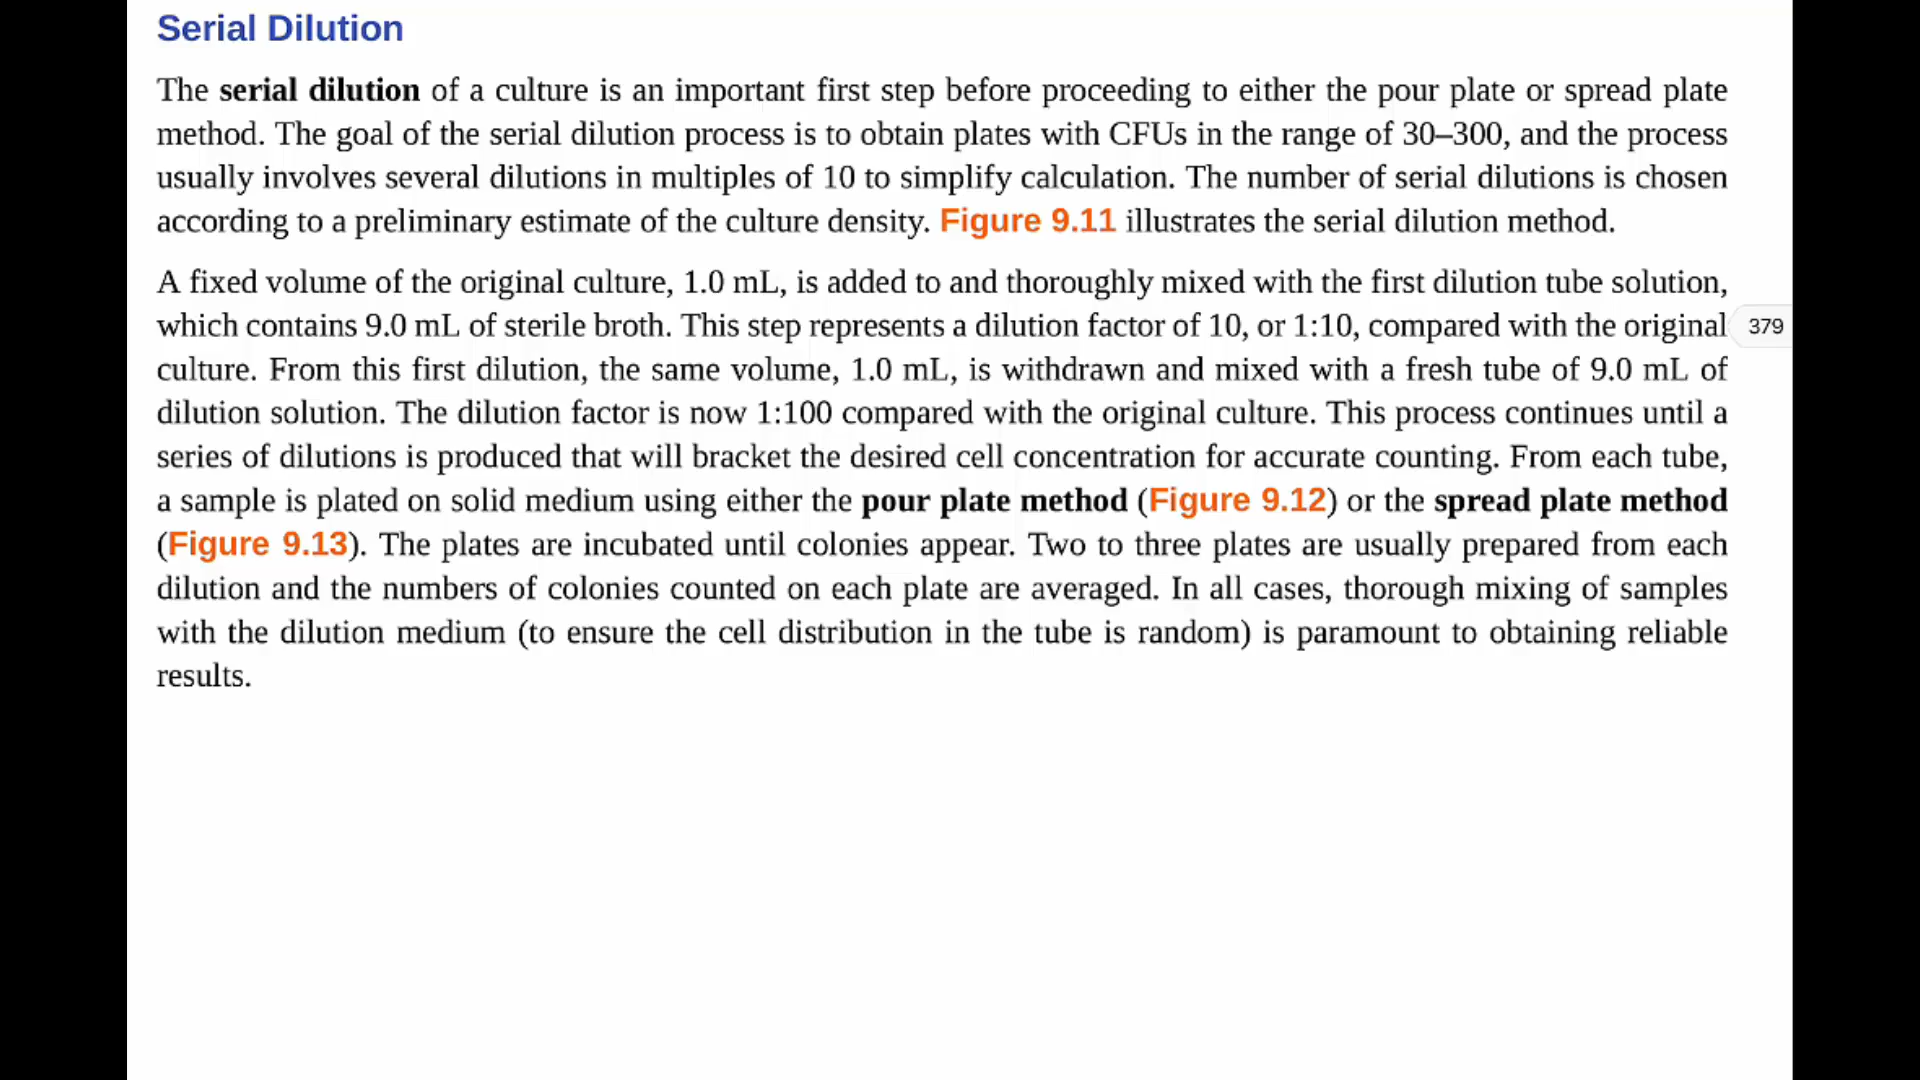 Serial Dilution
The serial dilution of a culture is an important first step before proceeding to either the pour plate or spread plate
method. The goal of the serial dilution process is to obtain plates with CFUs in the range of 30–300, and the process
usually involves several dilutions in multiples of 10 to simplify calculation. The number of serial dilutions is chosen
according to a preliminary estimate of the culture density. Figure 9.11 illustrates the serial dilution method.
A fixed volume of the original culture, 1.0 mL, is added to and thoroughly mixed with the first dilution tube solution,
which contains 9.0 mL of sterile broth. This step represents a dilution factor of 10, or 1:10, compared with the original
379
culture. From this first dilution, the same volume, 1.0 mL, is withdrawn and mixed with a fresh tube of 9.0 mL of
dilution solution. The dilution factor is now 1:100 compared with the original culture. This process continues until a
series of dilutions is produced that will bracket the desired cell concentration for accurate counting. From each tube,
a sample is plated on solid medium using either the pour plate method (Figure 9.12) or the spread plate method
(Figure 9.13). The plates are incubated until colonies appear. Two to three plates are usually prepared from each
dilution and the numbers of colonies counted on each plate are averaged. In all cases, thorough mixing of samples
with the dilution medium (to ensure the cell distribution in the tube is random) is paramount to obtaining reliable
results.